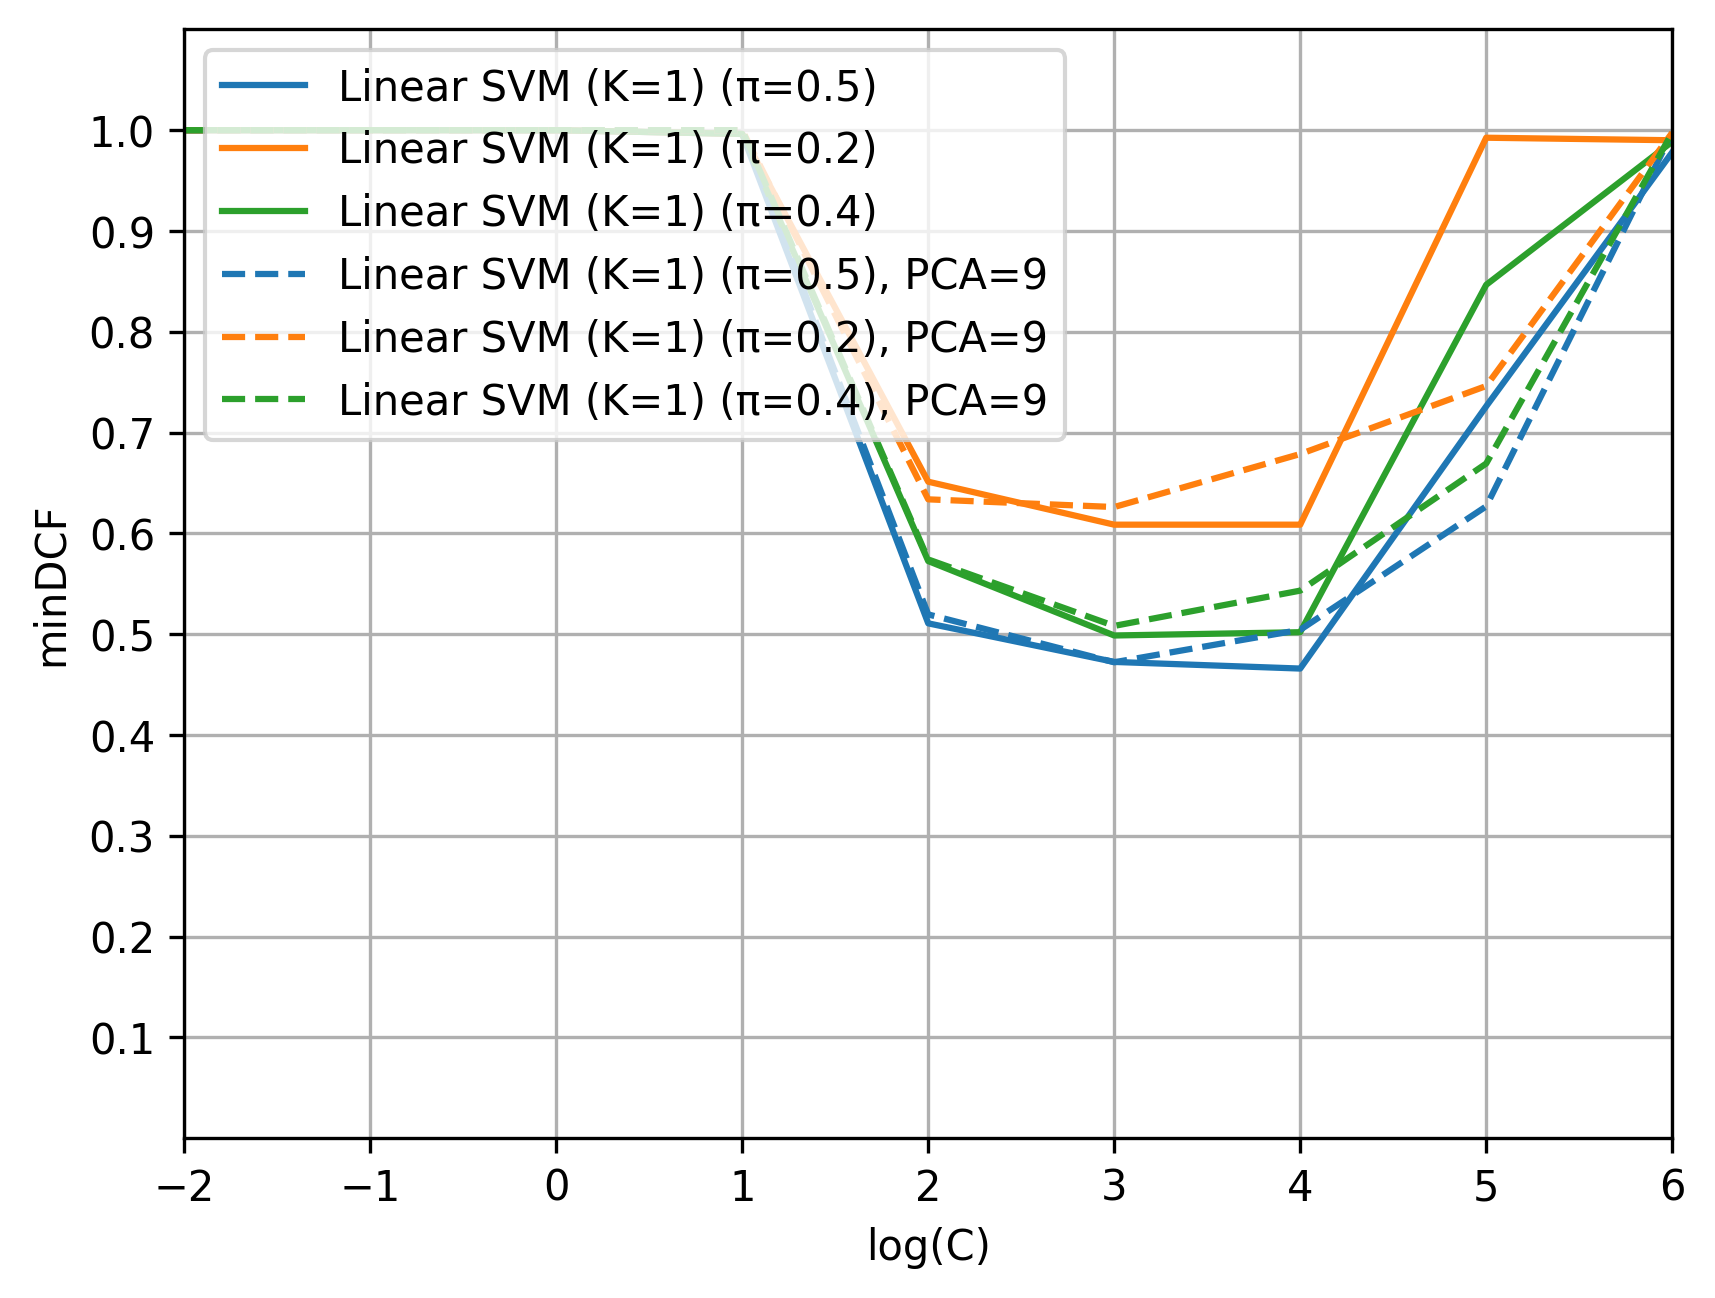 Linear SVM (K=1) (π=0.5)
Linear SVM (K=1) (π=0.2)
Linear SVM (K=1) (π=0.4)
Linear SVM (K=1) (π=0.5), PCA=9
Linear SVM (K=1) (π=0.2), PCA=9
Linear SVM (K=1) (π=0.4), PCA=9
1.0
0.9
0.8
0.7
0.6
0.5
0.4
0.3
0.2
0.1
minDCF
−2 −1 0 1 2 3 4 5 6
log(C)